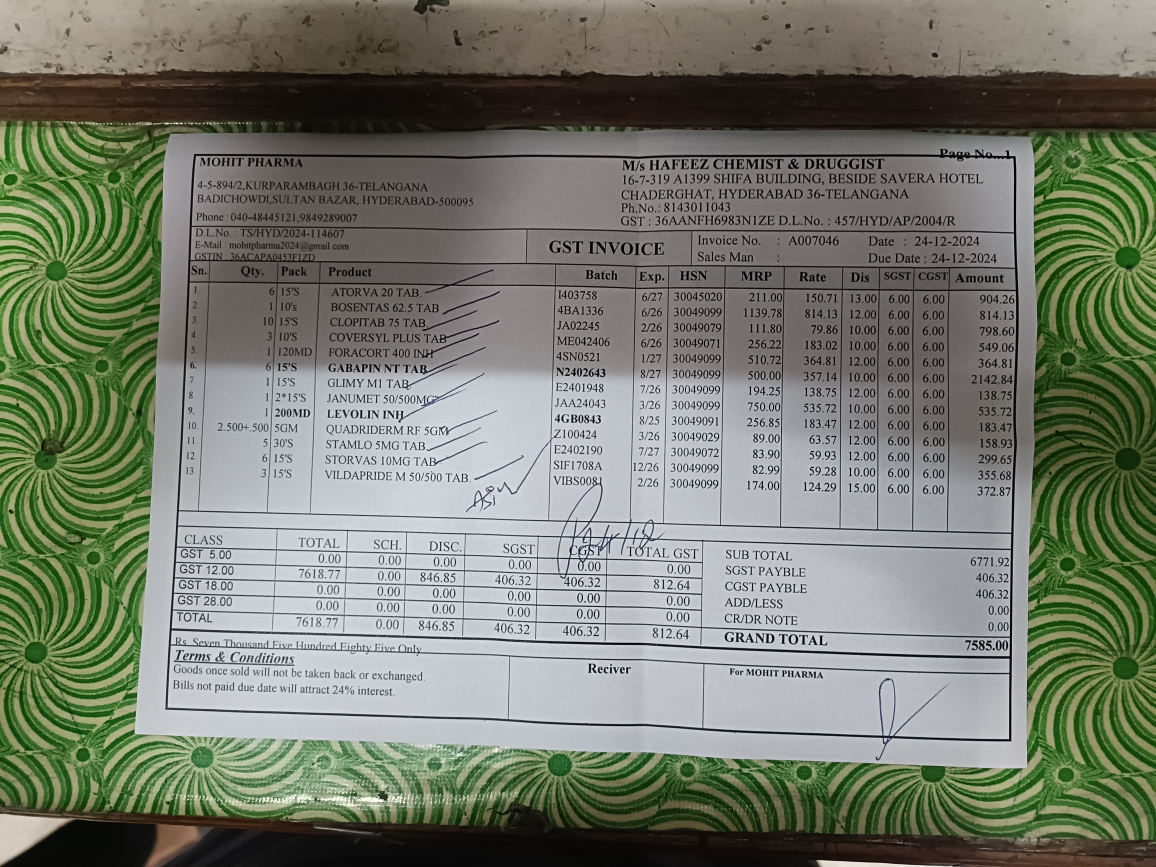 Page No...1
MOHIT PHARMA
4-5-894/2,KURPARAMBAGH 36-TELANGANA
BADICHOWDI,SULTAN BAZAR, HYDERABAD-500095
Phone : 040-48445121,9849289007
D.L.No. : TS/HYD/2024-114607
E-Mail : mohitpharma2024@gmail.com
GSTIN : 36ACAPA0453F1ZD
M/s HAFEEZ CHEMIST & DRUGGIST
16-7-319 A1399 SHIFA BUILDING, BESIDE SAVERA HOTEL
CHADERGHAT, HYDERABAD 36-TELANGANA
Ph.No.: 8143011043
GST : 36AANFH6983N1ZE D.L.No. : 457/HYD/AP/2004/R
GST INVOICE
Invoice No. : A007046 Date : 24-12-2024
Sales Man : Due Date : 24-12-2024
Sn. Qty. Pack Product Batch Exp. HSN MRP Rate Dis SGST CGST Amount
1. 6 15'S ATORVA 20 TAB. I403758 6/27 30045020 211.00 150.71 13.00 6.00 6.00 904.26
2. 1 10's BOSENTAS 62.5 TAB 4BA1336 6/26 30049099 1139.78 814.13 12.00 6.00 6.00 814.13
3. 10 15'S CLOPITAB 75 TAB JA02245 2/26 30049079 111.80 79.86 10.00 6.00 6.00 798.60
4. 3 10'S COVERSYL PLUS TAB ME042406 6/26 30049071 256.22 183.02 10.00 6.00 6.00 549.06
5. 1 120MD FORACORT 400 INH 4SN0521 1/27 30049099 510.72 364.81 12.00 6.00 6.00 364.81
6. 6 15'S GABAPIN NT TAB N2402643 8/27 30049099 500.00 357.14 10.00 6.00 6.00 2142.84
7. 1 15'S GLIMY M1 TAB E2401948 7/26 30049099 194.25 138.75 12.00 6.00 6.00 138.75
8. 1 2*15'S JANUMET 50/500MG JAA24043 3/26 30049099 750.00 535.72 10.00 6.00 6.00 535.72
9. 1 200MD LEVOLIN INH 4GB0843 8/25 30049091 256.85 183.47 12.00 6.00 6.00 183.47
10. 2.500+.500 5GM QUADRIDERM RF 5GM Z100424 3/26 30049029 89.00 63.57 12.00 6.00 6.00 158.93
11. 5 30'S STAMLO 5MG TAB E2402190 7/27 30049072 83.90 59.93 12.00 6.00 6.00 299.65
12. 6 15'S STORVAS 10MG TAB SIF1708A 12/26 30049099 82.99 59.28 10.00 6.00 6.00 355.68
13. 3 15'S VILDAPRIDE M 50/500 TAB. VIBS0081 2/26 30049099 174.00 124.29 15.00 6.00 6.00 372.87
CLASS TOTAL SCH. DISC. SGST CGST TOTAL GST
GST 5.00 0.00 0.00 0.00 0.00 0.00 0.00
GST 12.00 7618.77 0.00 846.85 406.32 406.32 812.64
GST 18.00 0.00 0.00 0.00 0.00 0.00 0.00
GST 28.00 0.00 0.00 0.00 0.00 0.00 0.00
TOTAL 7618.77 0.00 846.85 406.32 406.32 812.64
SUB TOTAL 6771.92
SGST PAYBLE 406.32
CGST PAYBLE 406.32
ADD/LESS 0.00
CR/DR NOTE 0.00
GRAND TOTAL 7585.00
Rs. Seven Thousand Five Hundred Eighty Five Only
Terms & Conditions
Goods once sold will not be taken back or exchanged.
Bills not paid due date will attract 24% interest.
Reciver
For MOHIT PHARMA